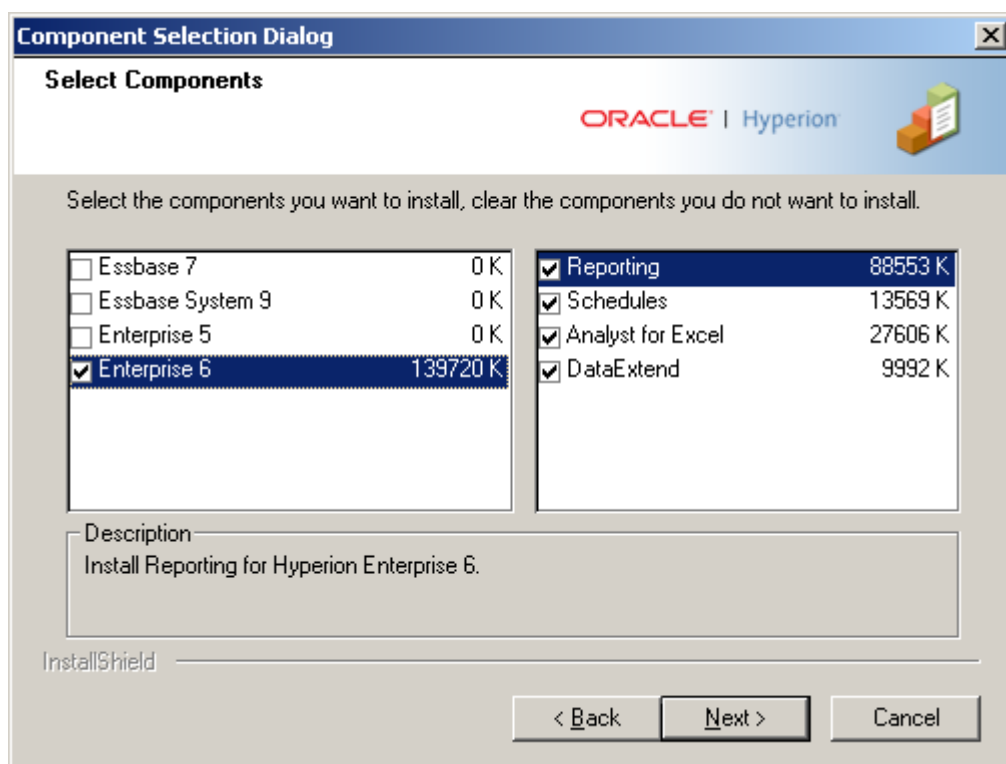 Component Selection Dialog
Select Components
ORACLE | Hyperion
Select the components you want to install, clear the components you do not want to install.
Essbase 7 0 K
Essbase System 9 0 K
Enterprise 5 0 K
Enterprise 6 139720 K
Reporting 88553 K
Schedules 13569 K
Analyst for Excel 27606 K
DataExtend 9992 K
Description
Install Reporting for Hyperion Enterprise 6.
InstallShield
< Back
Next >
Cancel